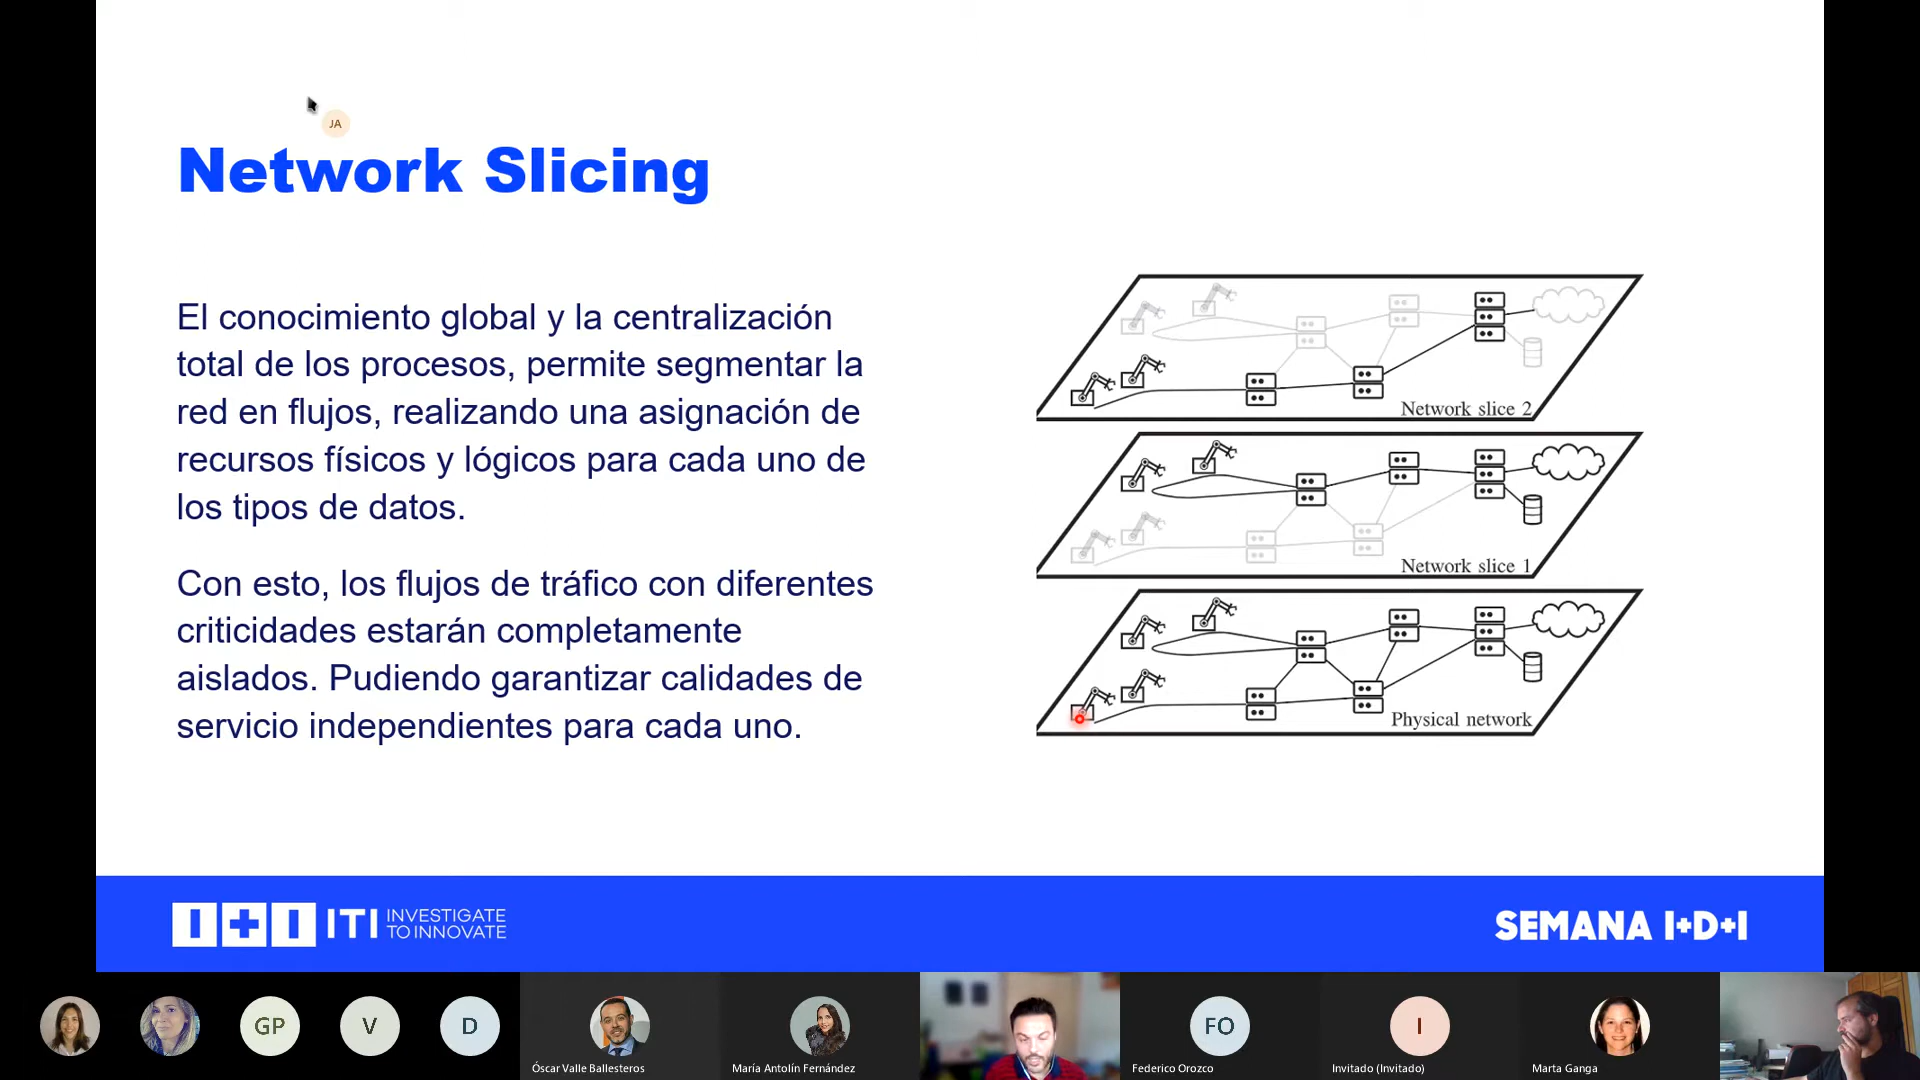 JA
Network Slicing
El conocimiento global y la centralización
total de los procesos, permite segmentar la
red en flujos, realizando una asignación de
recursos físicos y lógicos para cada uno de
los tipos de datos.
Con esto, los flujos de tráfico con diferentes
criticidades estarán completamente
aislados. Pudiendo garantizar calidades de
servicio independientes para cada uno.
Network slice 2
Network slice 1
Physical network
I+I ITI INVESTIGATE
TO INNOVATE
SEMANA I+D+I
GP
V
D
FO
I
Óscar Valle Ballesteros
María Antolín Fernández
Federico Orozco
Invitado (Invitado)
Marta Ganga